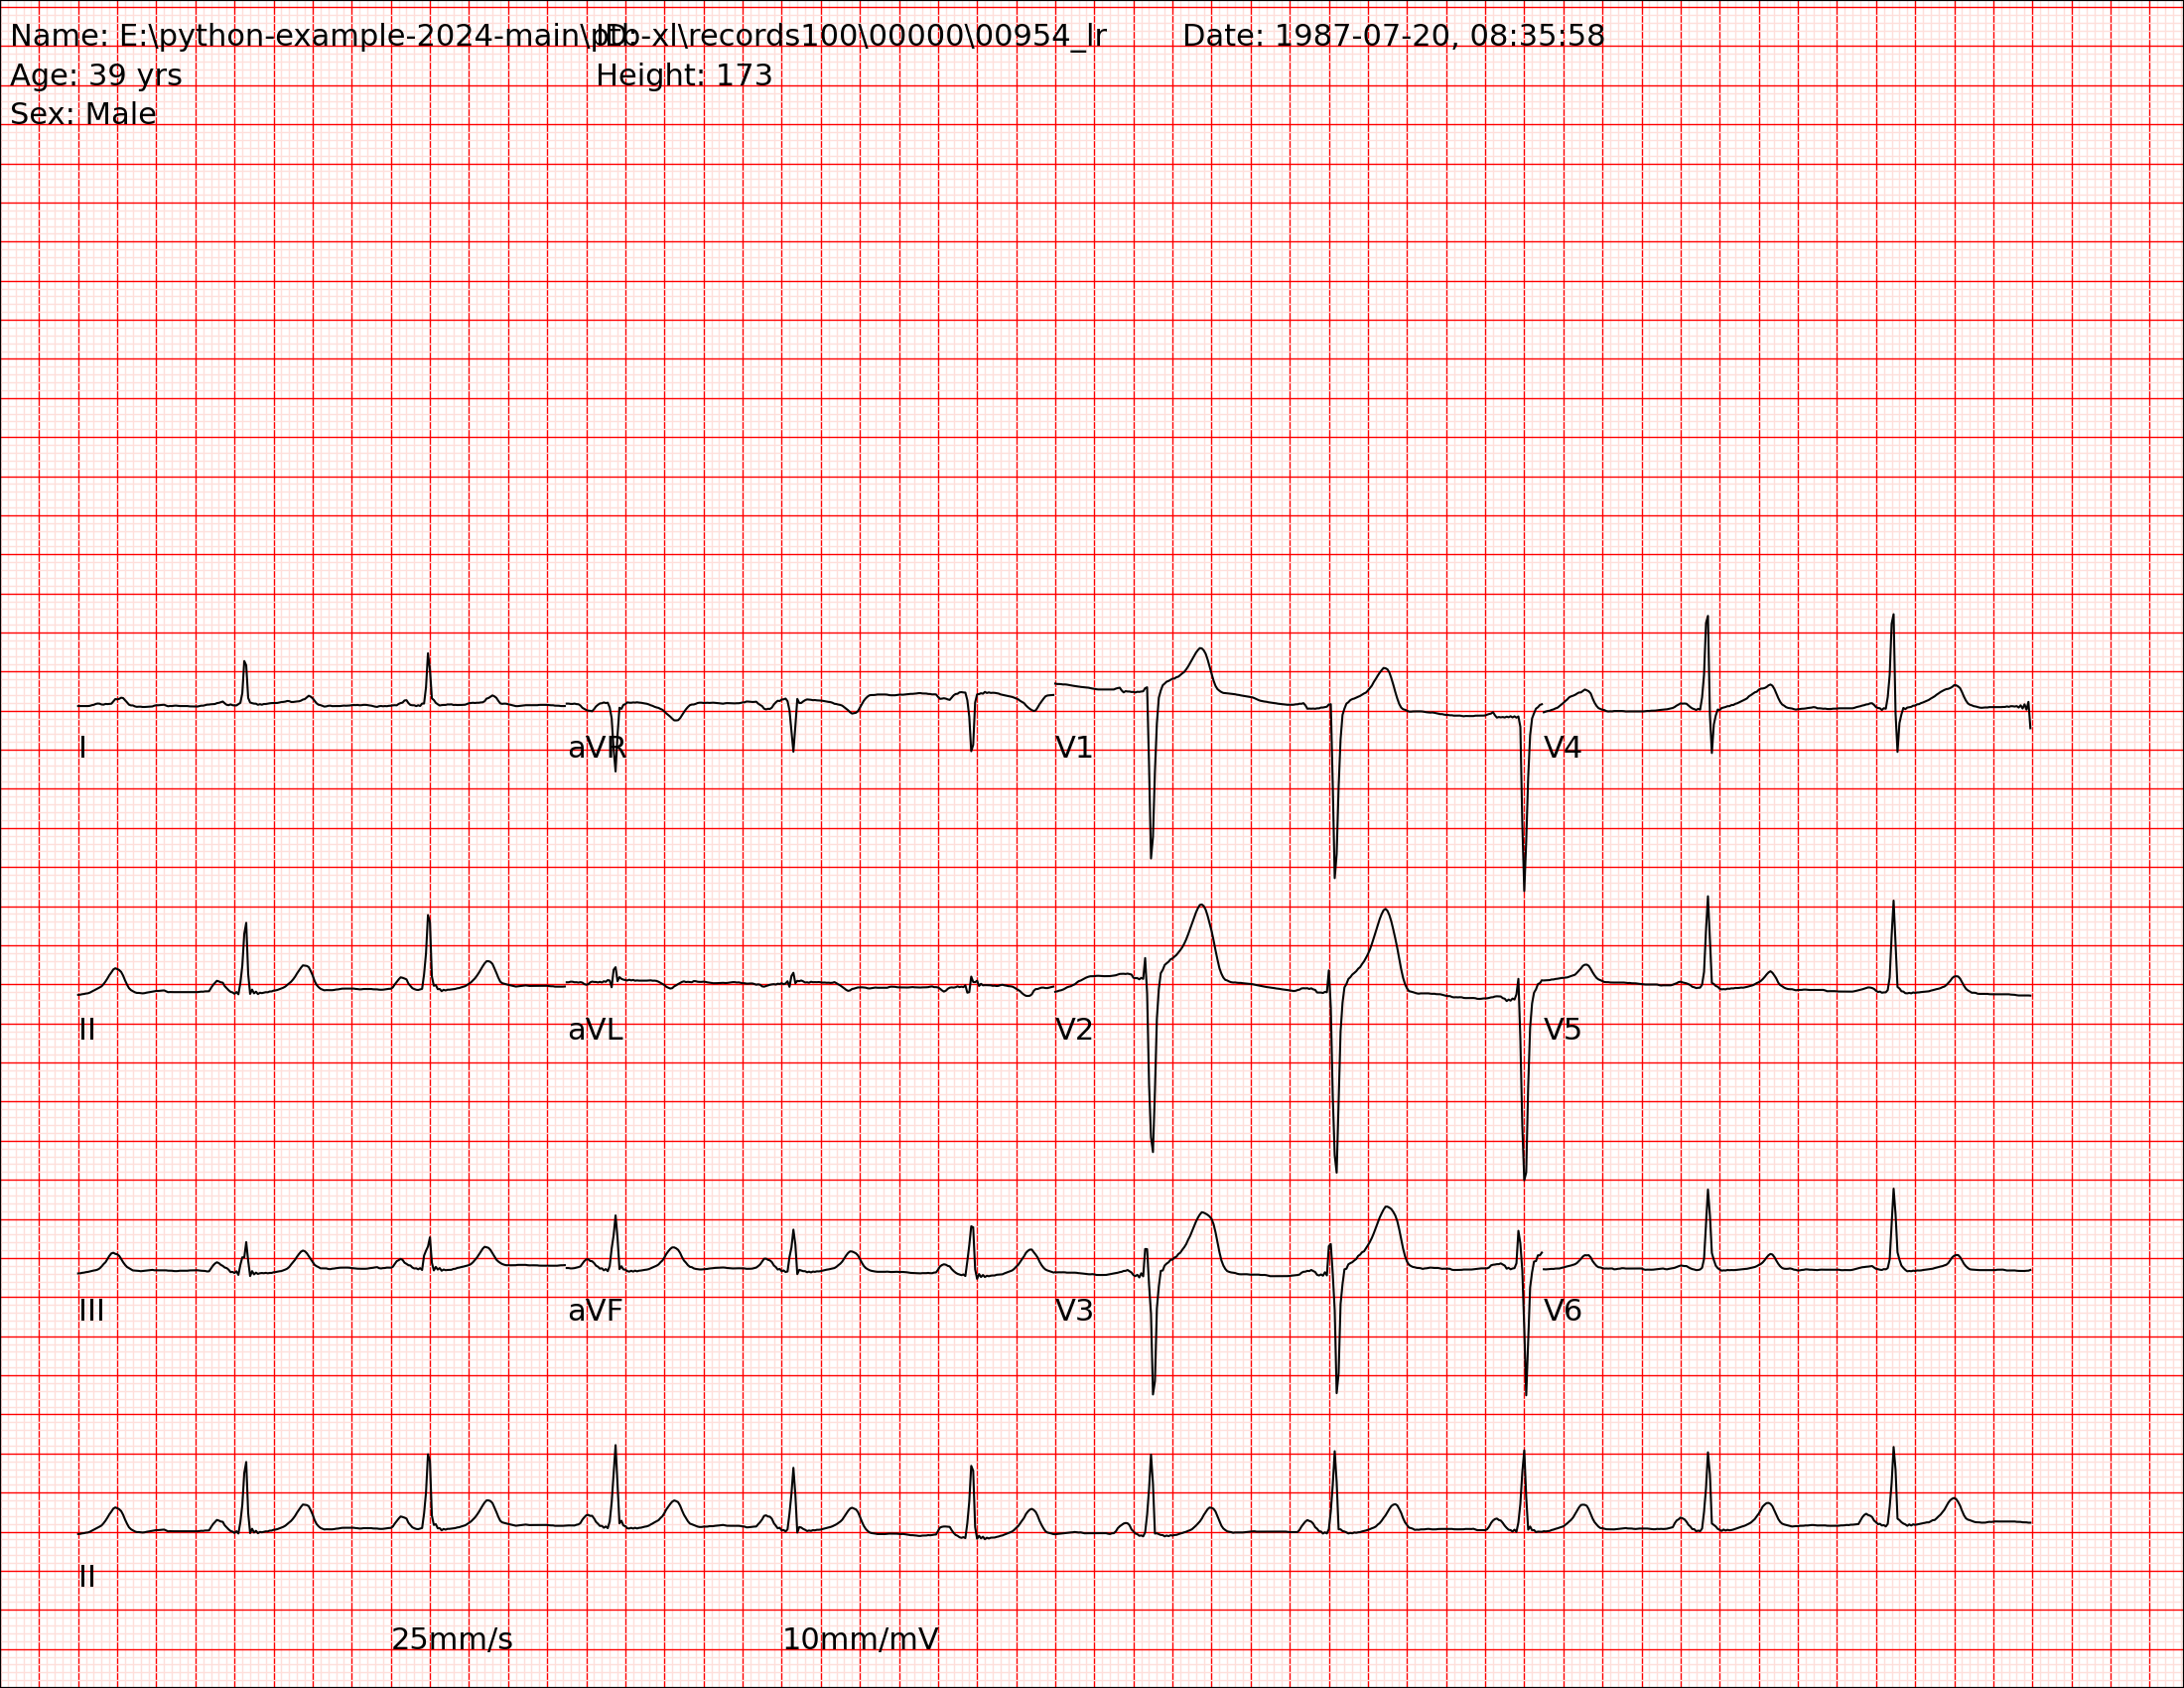 Name: E:\python-example-2024-main\ptb-xl\records100\00000\00954_lr ID: Date: 1987-07-20, 08:35:58
Age: 39 yrs Height: 173
Sex: Male
I aVR V1 V4
II aVL V2 V5
III aVF V3 V6
II
25mm/s 10mm/mV